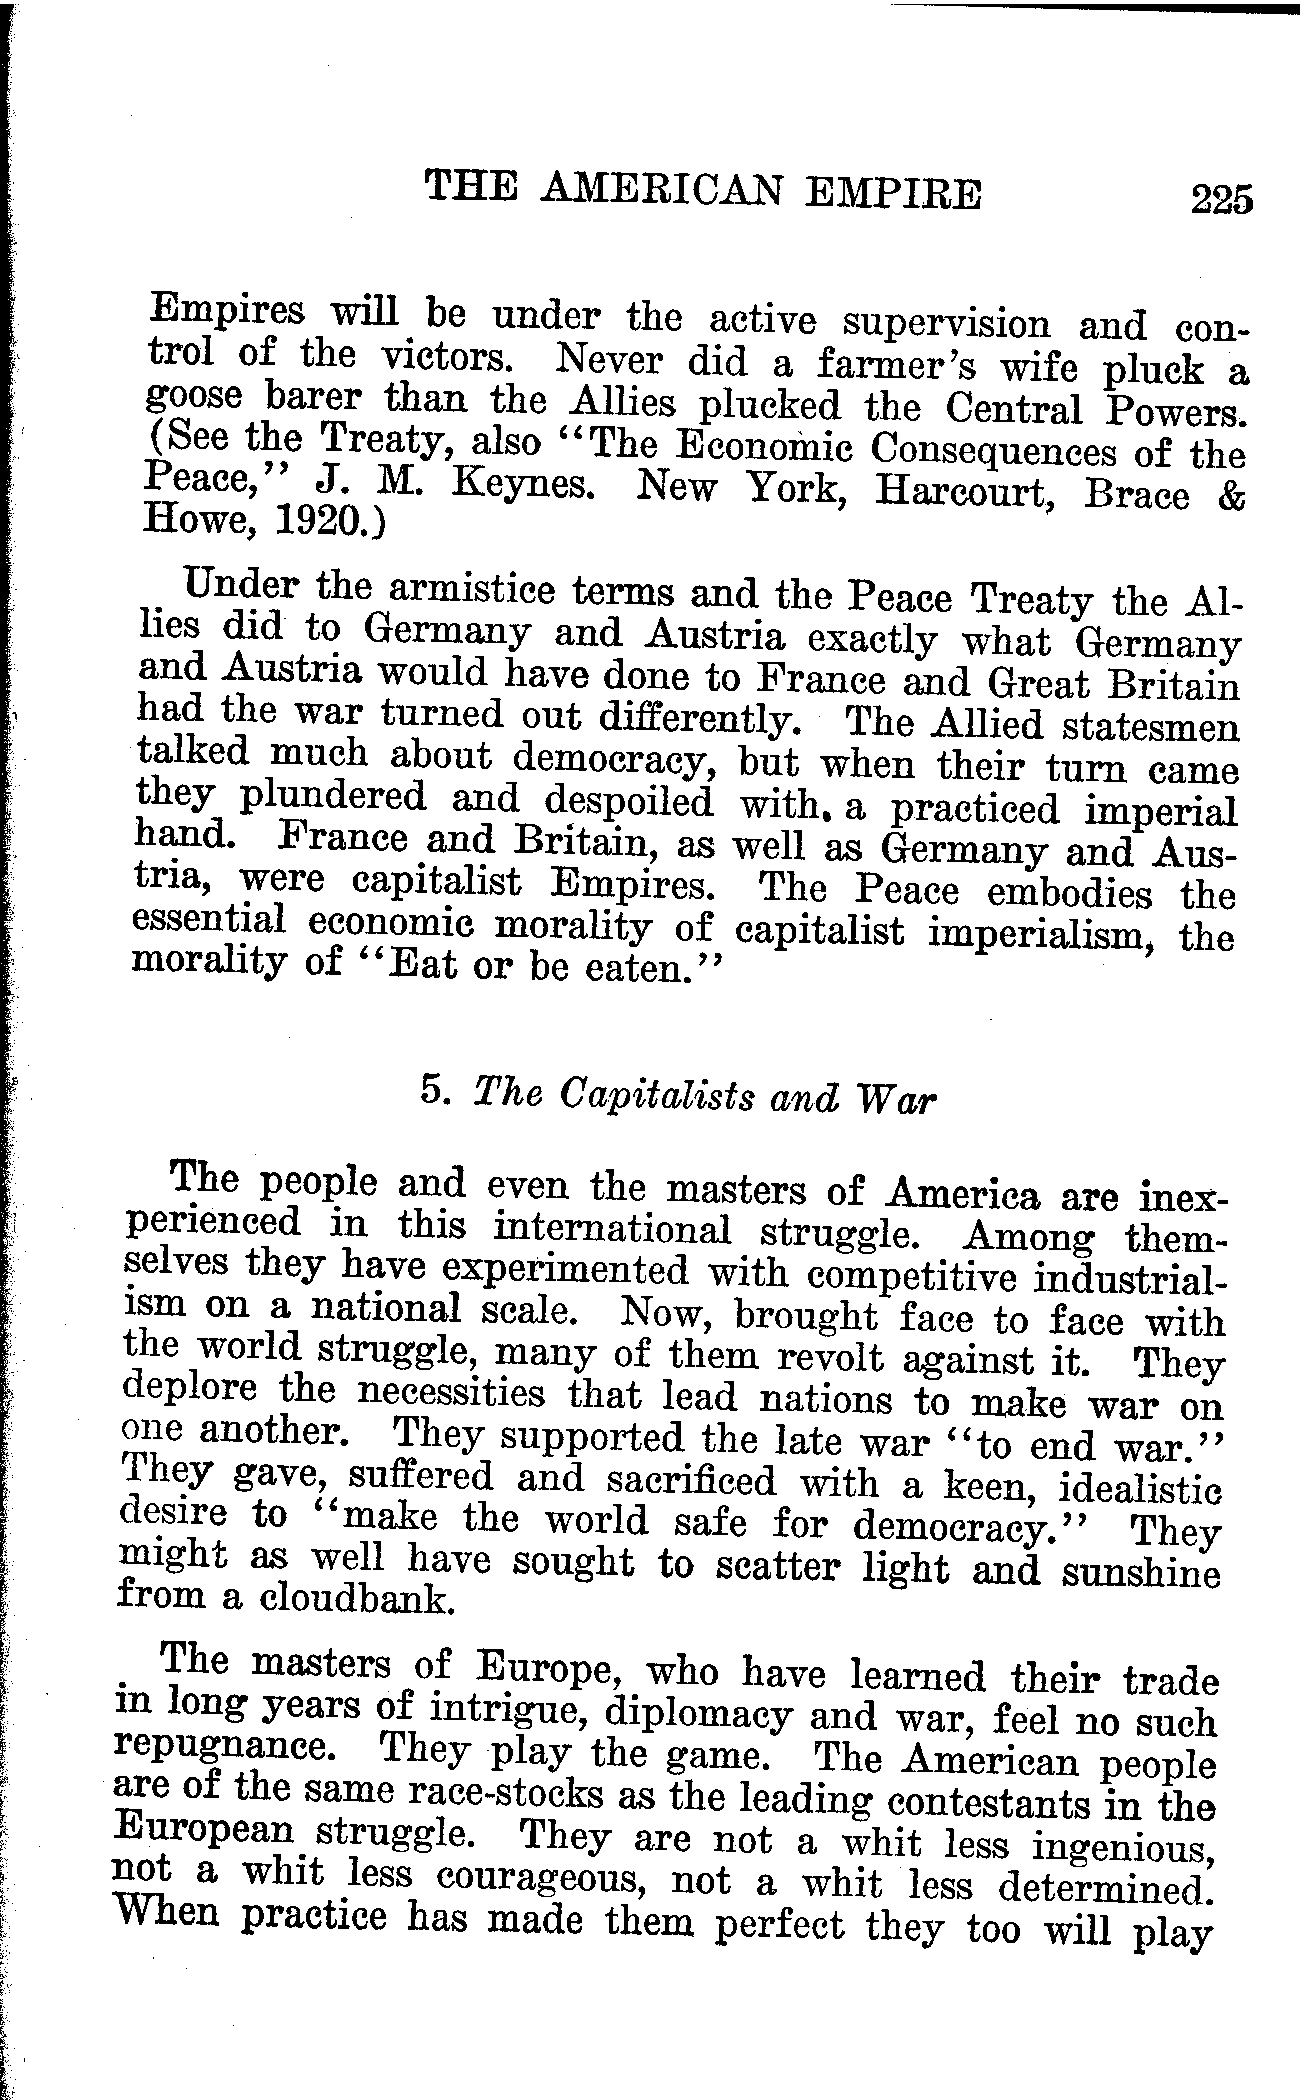 THE AMERICAN EMPIRE 225
Empires will be under the active supervision and con-
trol of the victors. Never did a farmer's wife pluck a
goose barer than the Allies plucked the Central Powers.
(See the Treaty, also "The Economic Consequences of the
Peace," J. M. Keynes. New York, Harcourt, Brace &
Howe, 1920.)
Under the armistice terms and the Peace Treaty the Al-
lies did to Germany and Austria exactly what Germany
and Austria would have done to France and Great Britain
had the war turned out differently. The Allied statesmen
talked much about democracy, but when their turn came
they plundered and despoiled with. a practiced imperial
hand. France and Britain, as well as Germany and Aus-
tria, were capitalist Empires. The Peace embodies the
essential economic morality of capitalist imperialism, the
morality of "Eat or be eaten."
5. The Capitalists and War
The people and even the masters of America are inex-
perienced in this international struggle. Among them-
selves they have experimented with competitive industrial-
ism on a national scale. Now, brought face to face with
the world struggle, many of them revolt against it. They
deplore the necessities that lead nations to make war on
one another. They supported the late war "to end war."
They gave, suffered and sacrificed with a keen, idealistic
desire to "make the world safe for democracy." They
might as well have sought to scatter light and sunshine
from a cloudbank.
The masters of Europe, who have learned their trade
in long years of intrigue, diplomacy and war, feel no such
repugnance. They play the game. The American people
are of the same race-stocks as the leading contestants in the
European struggle. They are not a whit less ingenious,
not a whit less courageous, not a whit less determined.
When practice has made them perfect they too will play